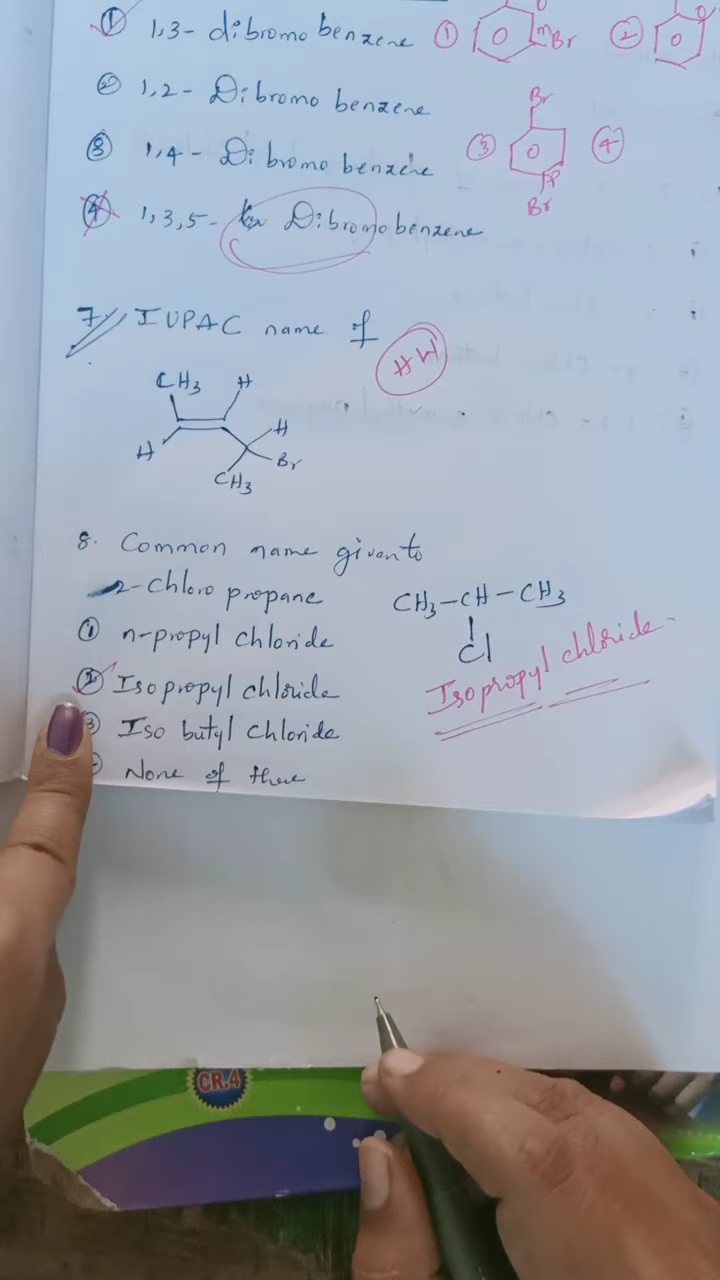 ① 1,3- dibromo benzene ① m Br ②
② 1,2- Dibromo benzene
Br
③ 1,4- Dibromo benzene ③ P Br ④
④ 1,3,5- Dibromobenzene
7. IUPAC name of
HW
CH3 H
H H
Br
CH3
8. Common name given to
2-chloro propane CH3-CH-CH3
① n-propyl chloride Cl
② Isopropyl chloride Isopropyl chloride
③ Iso butyl chloride
None of there
CR.4